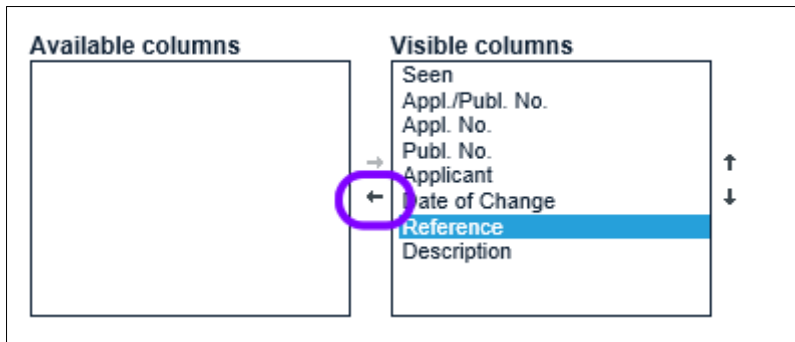 Available columns
Visible columns
Seen
Appl./Publ. No.
Appl. No.
Publ. No.
Applicant
Date of Change
Reference
Description